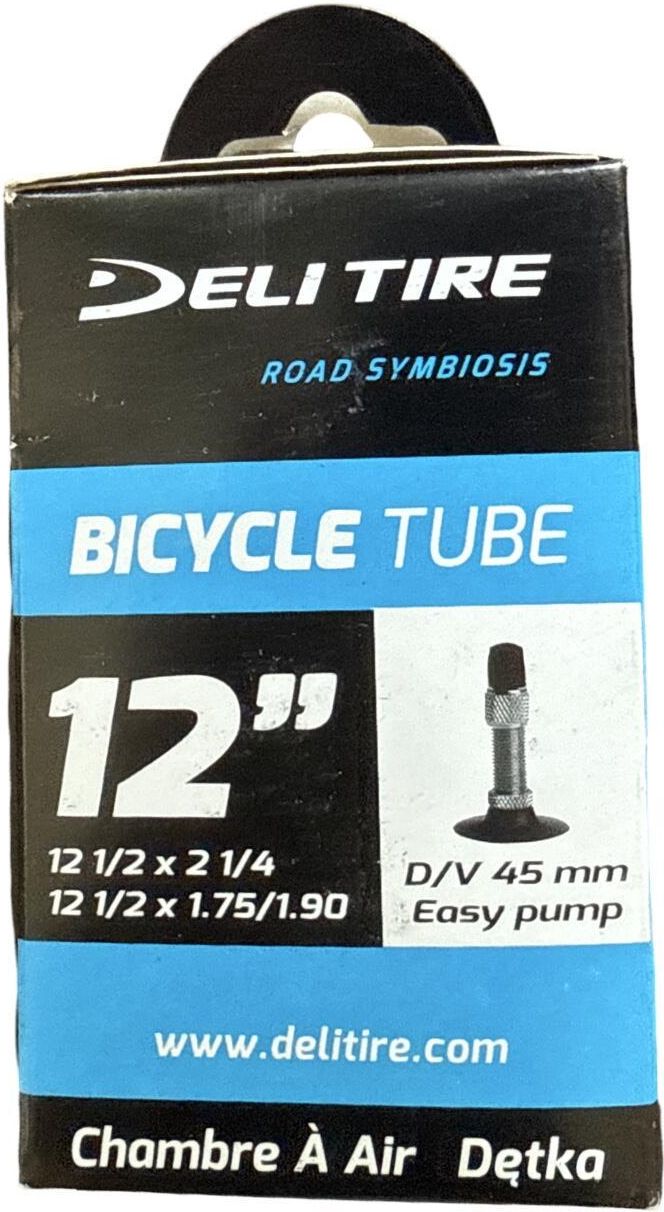 DELI TIRE
ROAD SYMBIOSIS
BICYCLE TUBE
12”
12 1/2 x 2 1/4
12 1/2 x 1.75/1.90
D/V 45 mm
Easy pump
www.delitire.com
Chambre À Air Dętka